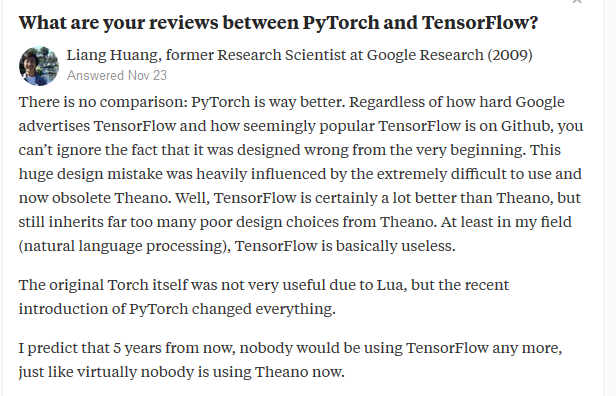 What are your reviews between PyTorch and TensorFlow?
Liang Huang, former Research Scientist at Google Research (2009)
Answered Nov 23
There is no comparison: PyTorch is way better. Regardless of how hard Google
advertises TensorFlow and how seemingly popular TensorFlow is on Github, you
can’t ignore the fact that it was designed wrong from the very beginning. This
huge design mistake was heavily influenced by the extremely difficult to use and
now obsolete Theano. Well, TensorFlow is certainly a lot better than Theano, but
still inherits far too many poor design choices from Theano. At least in my field
(natural language processing), TensorFlow is basically useless.
The original Torch itself was not very useful due to Lua, but the recent
introduction of PyTorch changed everything.
I predict that 5 years from now, nobody would be using TensorFlow any more,
just like virtually nobody is using Theano now.